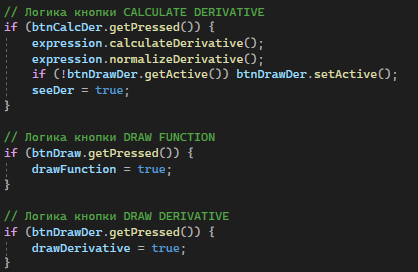 // Логика кнопки CALCULATE DERIVATIVE
if (btnCalcDer.getPressed()) {
    expression.calculateDerivative();
    expression.normalizeDerivative();
    if (!btnDrawDer.getActive()) btnDrawDer.setActive();
    seeDer = true;
}

// Логика кнопки DRAW FUNCTION
if (btnDraw.getPressed()) {
    drawFunction = true;
}

// Логика кнопки DRAW DERIVATIVE
if (btnDrawDer.getPressed()) {
    drawDerivative = true;
}